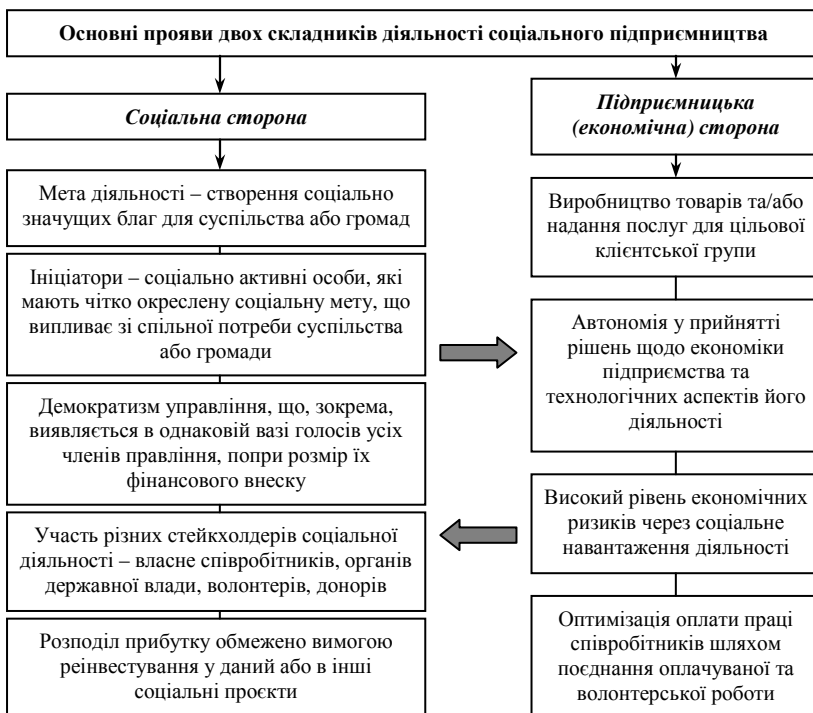 Основні прояви двох складників діяльності соціального підприємництва
Соціальна сторона
Мета діяльності – створення соціально
значущих благ для суспільства або громад
Ініціатори – соціально активні особи, які
мають чітко окреслену соціальну мету, що
випливає зі спільної потреби суспільства
або громади
Демократизм управління, що, зокрема,
виявляється в однаковій вазі голосів усіх
членів правління, попри розмір їх
фінансового внеску
Участь різних стейкхолдерів соціальної
діяльності – власне співробітників, органів
державної влади, волонтерів, донорів
Розподіл прибутку обмежено вимогою
реінвестування у даний або в інші
соціальні проєкти
Підприємницька
(економічна) сторона
Виробництво товарів та/або
надання послуг для цільової
клієнтської групи
Автономія у прийнятті
рішень щодо економіки
підприємства та
технологічних аспектів його
діяльності
Високий рівень економічних
ризиків через соціальне
навантаження діяльності
Оптимізація оплати праці
співробітників шляхом
поєднання оплачуваної та
волонтерської роботи